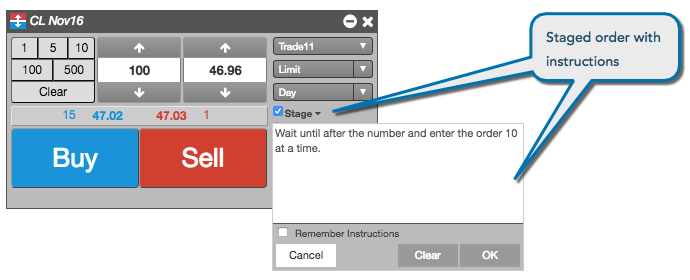 CL Nov16
1 5 10
100 500
Clear
100
46.96
Trade11
Limit
Day
Stage
15 47.02 47.03 1
Buy Sell
Wait until after the number and enter the order 10
at a time.
Remember Instructions
Cancel Clear OK
Staged order with
instructions